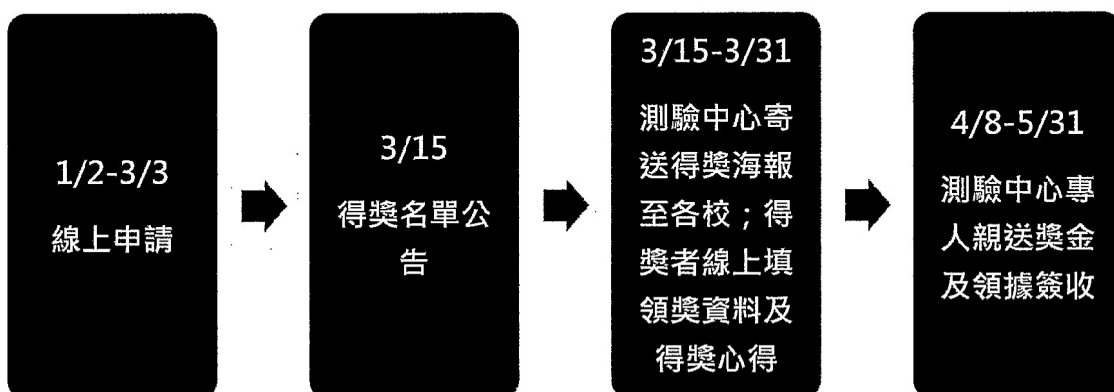 1/2-3/3
線上申請
3/15
得獎名單公
告
3/15-3/31
測驗中心寄
送得獎海報
至各校；得
獎者線上填
領獎資料及
得獎心得
4/8-5/31
測驗中心專
人親送獎金
及領據簽收